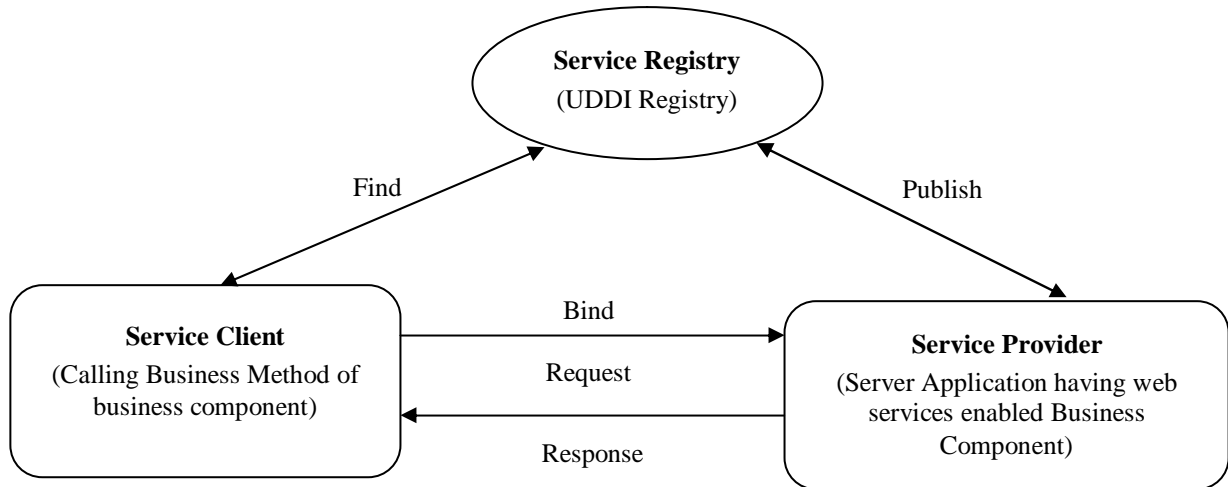 Service Registry
(UDDI Registry)
Find
Publish
Service Client
(Calling Business Method of
business component)
Bind
Request
Response
Service Provider
(Server Application having web
services enabled Business
Component)